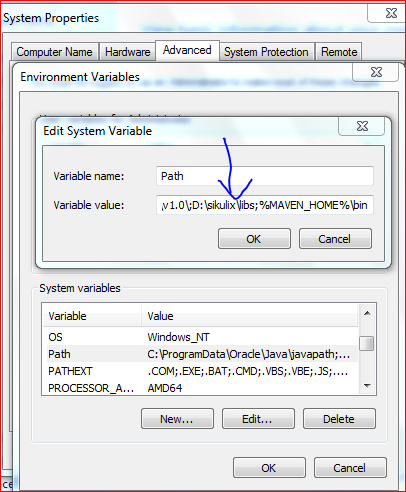 System Properties
Computer Name Hardware Advanced System Protection Remote
Environment Variables
Edit System Variable
Variable name: Path
Variable value: v1.0\;D:\sikulix\libs;%MAVEN_HOME%\bin
OK Cancel
System variables
Variable Value
OS Windows_NT
Path C:\ProgramData\Oracle\Java\javapath;...
PATHEXT .COM;.EXE;.BAT;.CMD;.VBS;.VBE;.JS;....
PROCESSOR_A... AMD64
New... Edit... Delete
OK Cancel